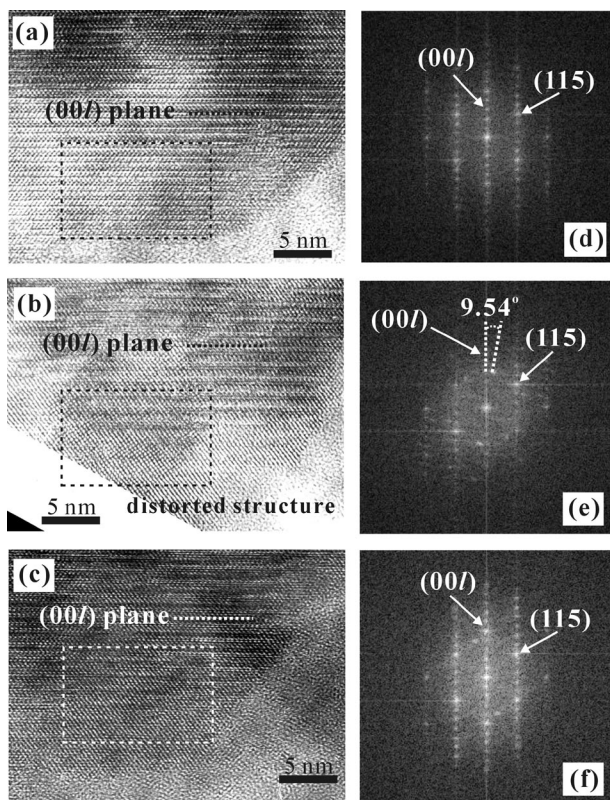 (a)
(00l) plane
5 nm
(00l)
(115)
(d)
(b)
(00l) plane
5 nm
distorted structure
(00l)
9.54°
(115)
(e)
(c)
(00l) plane
5 nm
(00l)
(115)
(f)